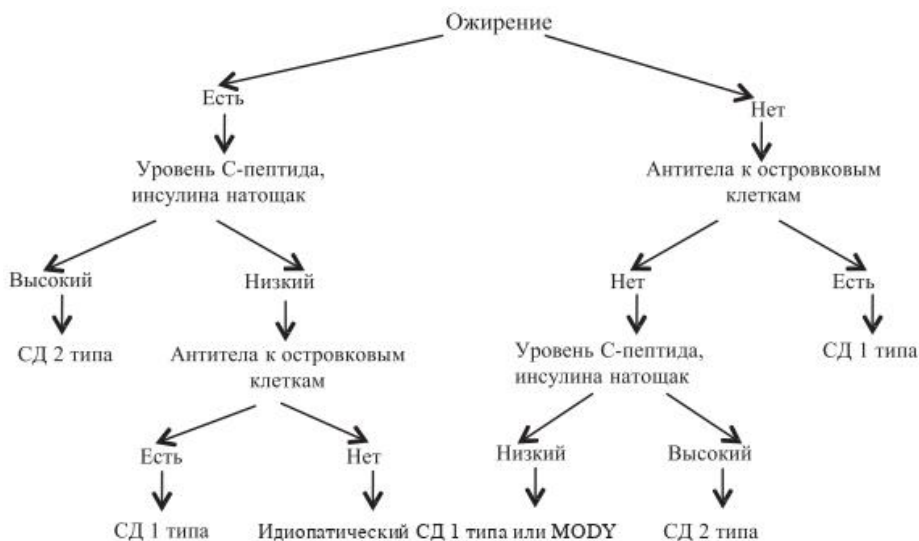 Ожирение
Есть
Нет
Уровень С-пептида,
инсулина натощак
Антитела к островковым
клеткам
Высокий
Низкий
Нет
Есть
СД 2 типа
Антитела к островковым
клеткам
Уровень С-пептида,
инсулина натощак
СД 1 типа
Есть
Нет
Низкий
Высокий
СД 1 типа
Идиопатический СД 1 типа или MODY
СД 2 типа